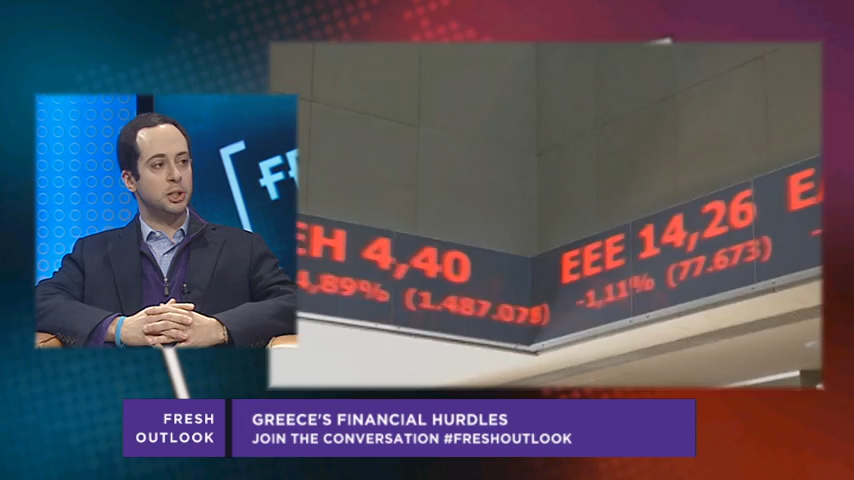 EH 4,40
4,89% (1.487.078)
EEE 14,26
-1,11% (77.673)
FRESH
OUTLOOK
GREECE'S FINANCIAL HURDLES
JOIN THE CONVERSATION #FRESHOUTLOOK